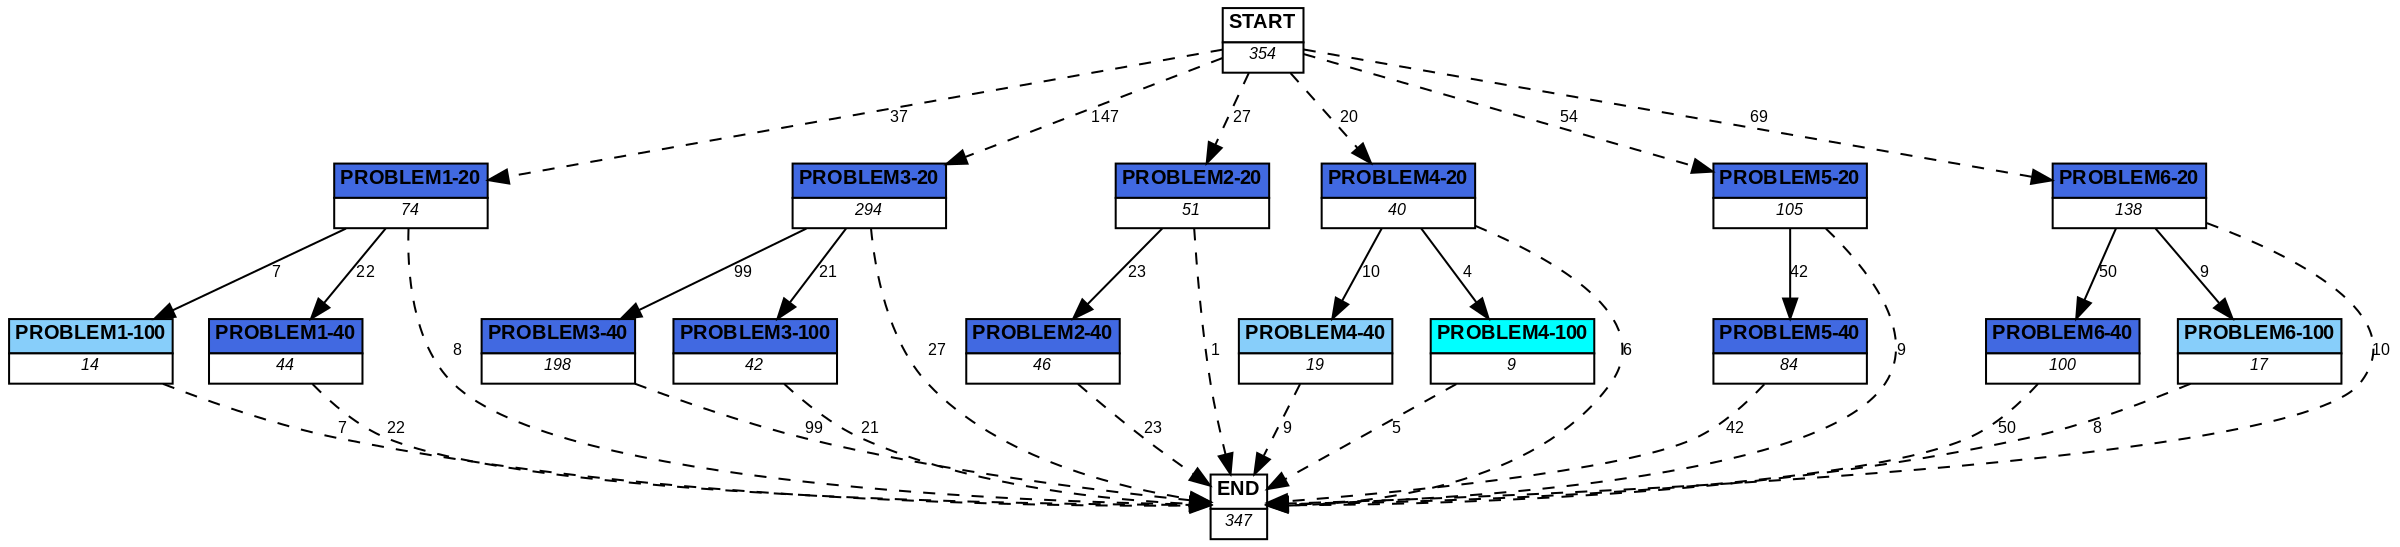 START
354
37
147
27
20
54
69
PROBLEM1-20
74
PROBLEM3-20
294
PROBLEM2-20
51
PROBLEM4-20
40
PROBLEM5-20
105
PROBLEM6-20
138
7
22
99
21
23
10
4
42
50
9
PROBLEM1-100
14
PROBLEM1-40
44
8
PROBLEM3-40
198
PROBLEM3-100
42
27
PROBLEM2-40
46
1
PROBLEM4-40
19
PROBLEM4-100
9
6
PROBLEM5-40
84
9
PROBLEM6-40
100
PROBLEM6-100
17
10
7
22
99
21
23
9
5
42
50
8
END
347